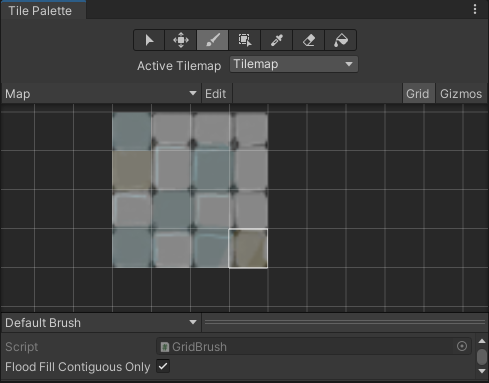 Tile Palette
Active Tilemap Tilemap
Map Edit Grid Gizmos
Default Brush
Script GridBrush
Flood Fill Contiguous Only